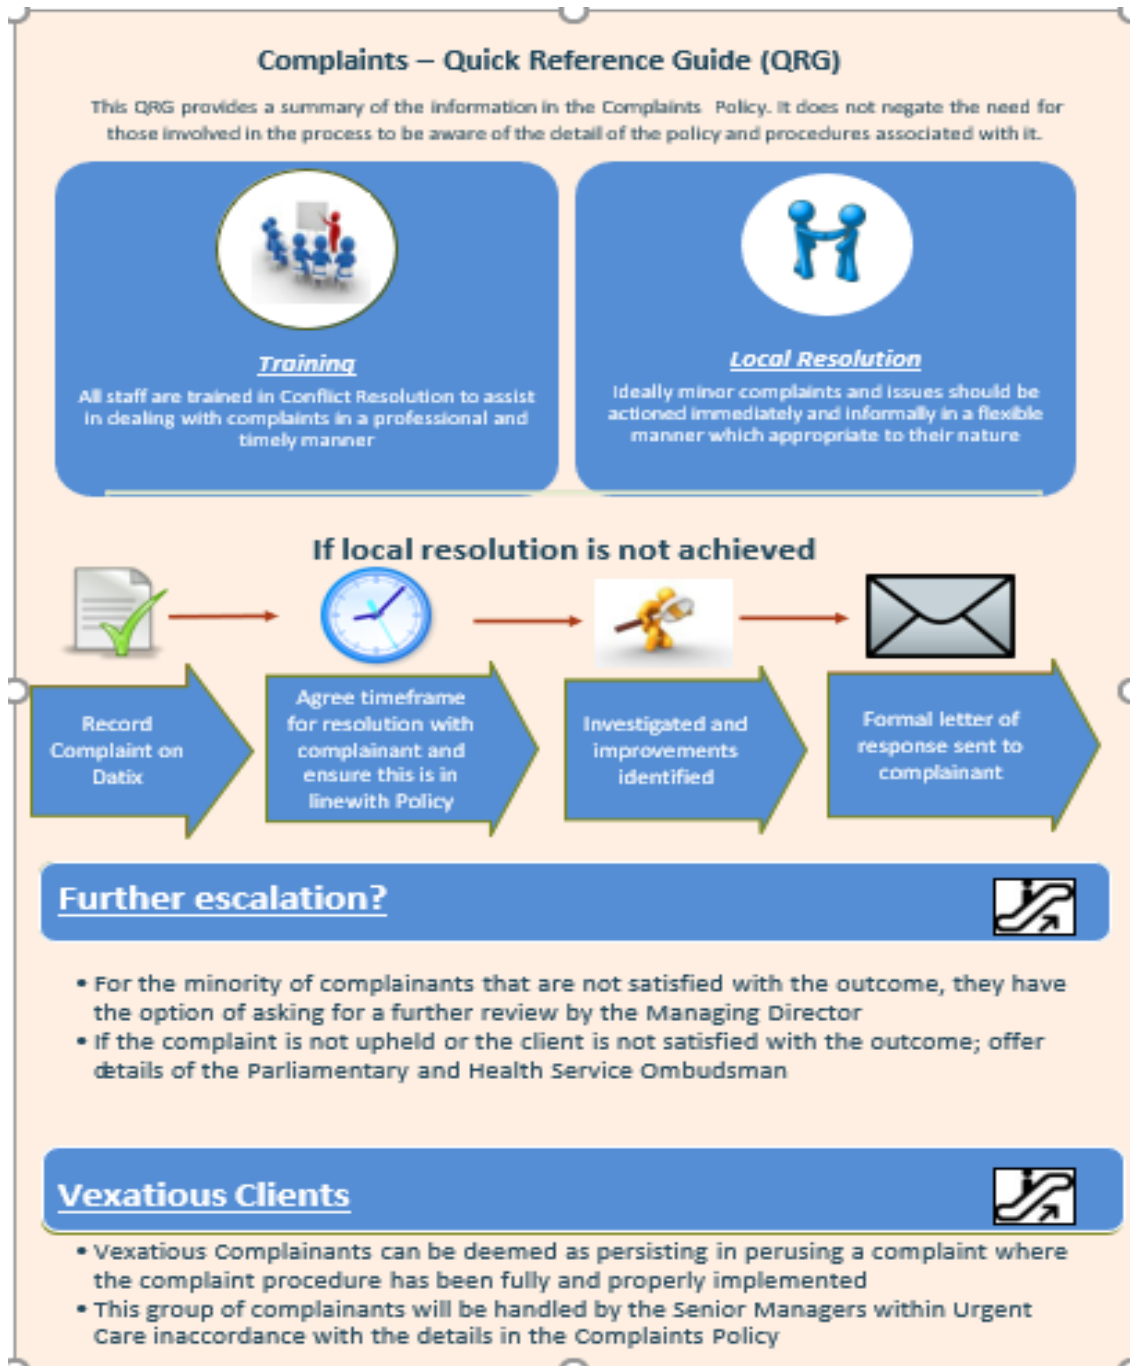 Complaints – Quick Reference Guide (QRG)
This QRG provides a summary of the information in the Complaints Policy. It does not negate the need for
those involved in the process to be aware of the detail of the policy and procedures associated with it.
Training
All staff are trained in Conflict Resolution to assist
in dealing with complaints in a professional and
timely manner
Local Resolution
Ideally minor complaints and issues should be
actioned immediately and informally in a flexible
manner which appropriate to their nature
If local resolution is not achieved
Record
Complaint on
Datix
Agree timeframe
for resolution with
complainant and
ensure this is in
linewith Policy
Investigated and
improvements
identified
Formal letter of
response sent to
complainant
Further escalation?
• For the minority of complainants that are not satisfied with the outcome, they have
the option of asking for a further review by the Managing Director
• If the complaint is not upheld or the client is not satisfied with the outcome; offer
details of the Parliamentary and Health Service Ombudsman
Vexatious Clients
• Vexatious Complainants can be deemed as persisting in perusing a complaint where
the complaint procedure has been fully and properly implemented
• This group of complainants will be handled by the Senior Managers within Urgent
Care inaccordance with the details in the Complaints Policy